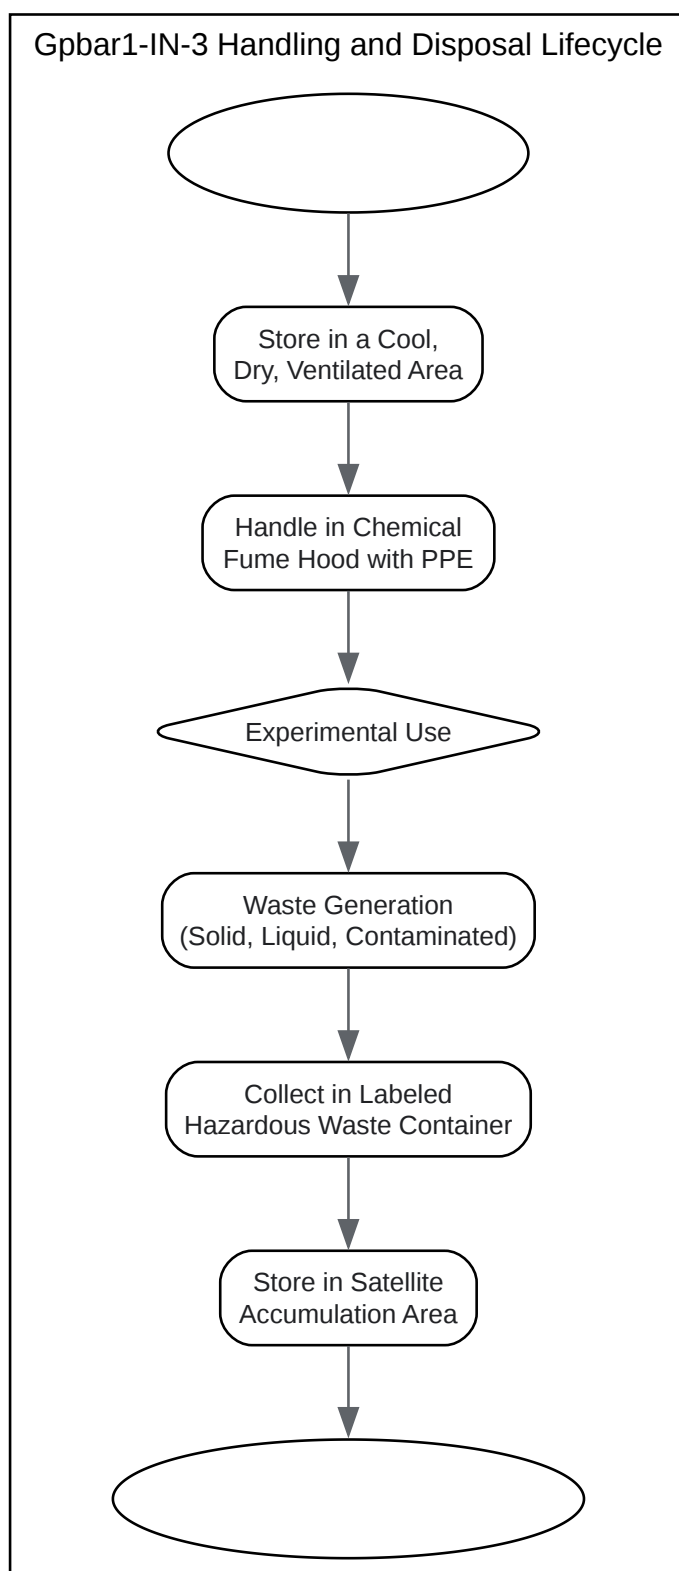 Gpbar1-IN-3 Handling and Disposal Lifecycle
Store in a Cool,
Dry, Ventilated Area
Handle in Chemical
Fume Hood with PPE
Experimental Use
Waste Generation
(Solid, Liquid, Contaminated)
Collect in Labeled
Hazardous Waste Container
Store in Satellite
Accumulation Area